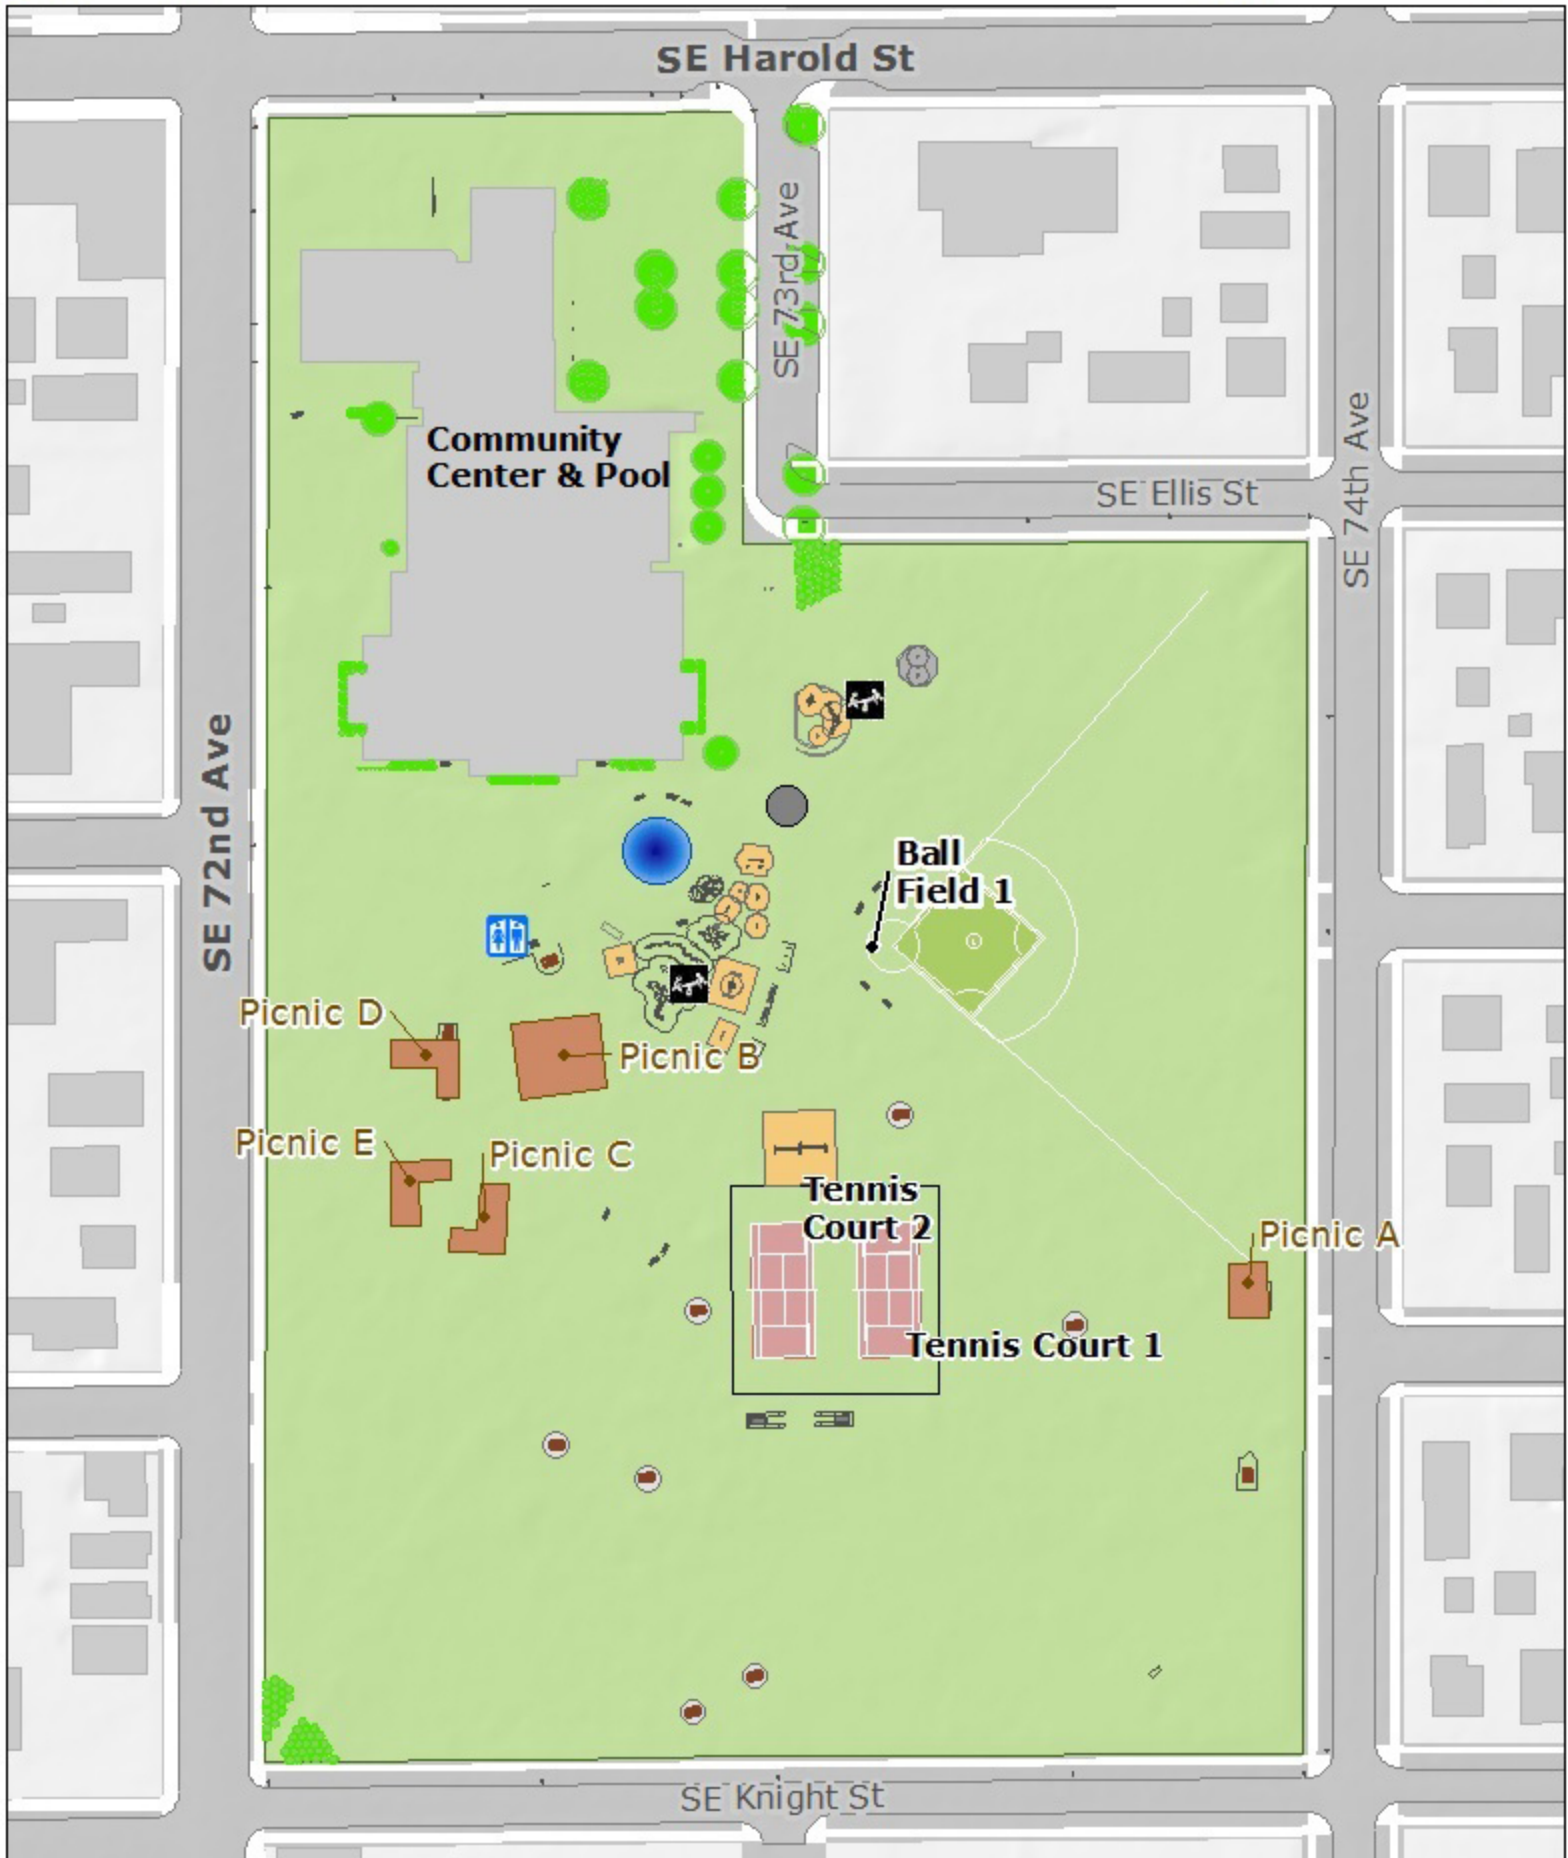 SE Harold St
SE 73rd Ave
Community
Center & Pool
SE Ellis St
SE 74th Ave
SE 72nd Ave
Ball
Field 1
Picnic D
Picnic B
Picnic E
Picnic C
Tennis
Court 2
Picnic A
Tennis Court 1
SE Knight St